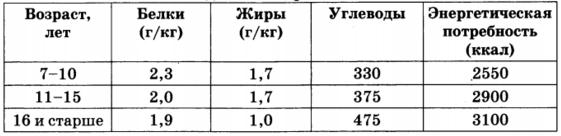 Возраст, лет | Белки (г/кг) | Жиры (г/кг) | Углеводы | Энергетическая потребность (ккал)
7–10 | 2,3 | 1,7 | 330 | 2550
11–15 | 2,0 | 1,7 | 375 | 2900
16 и старше | 1,9 | 1,0 | 475 | 3100